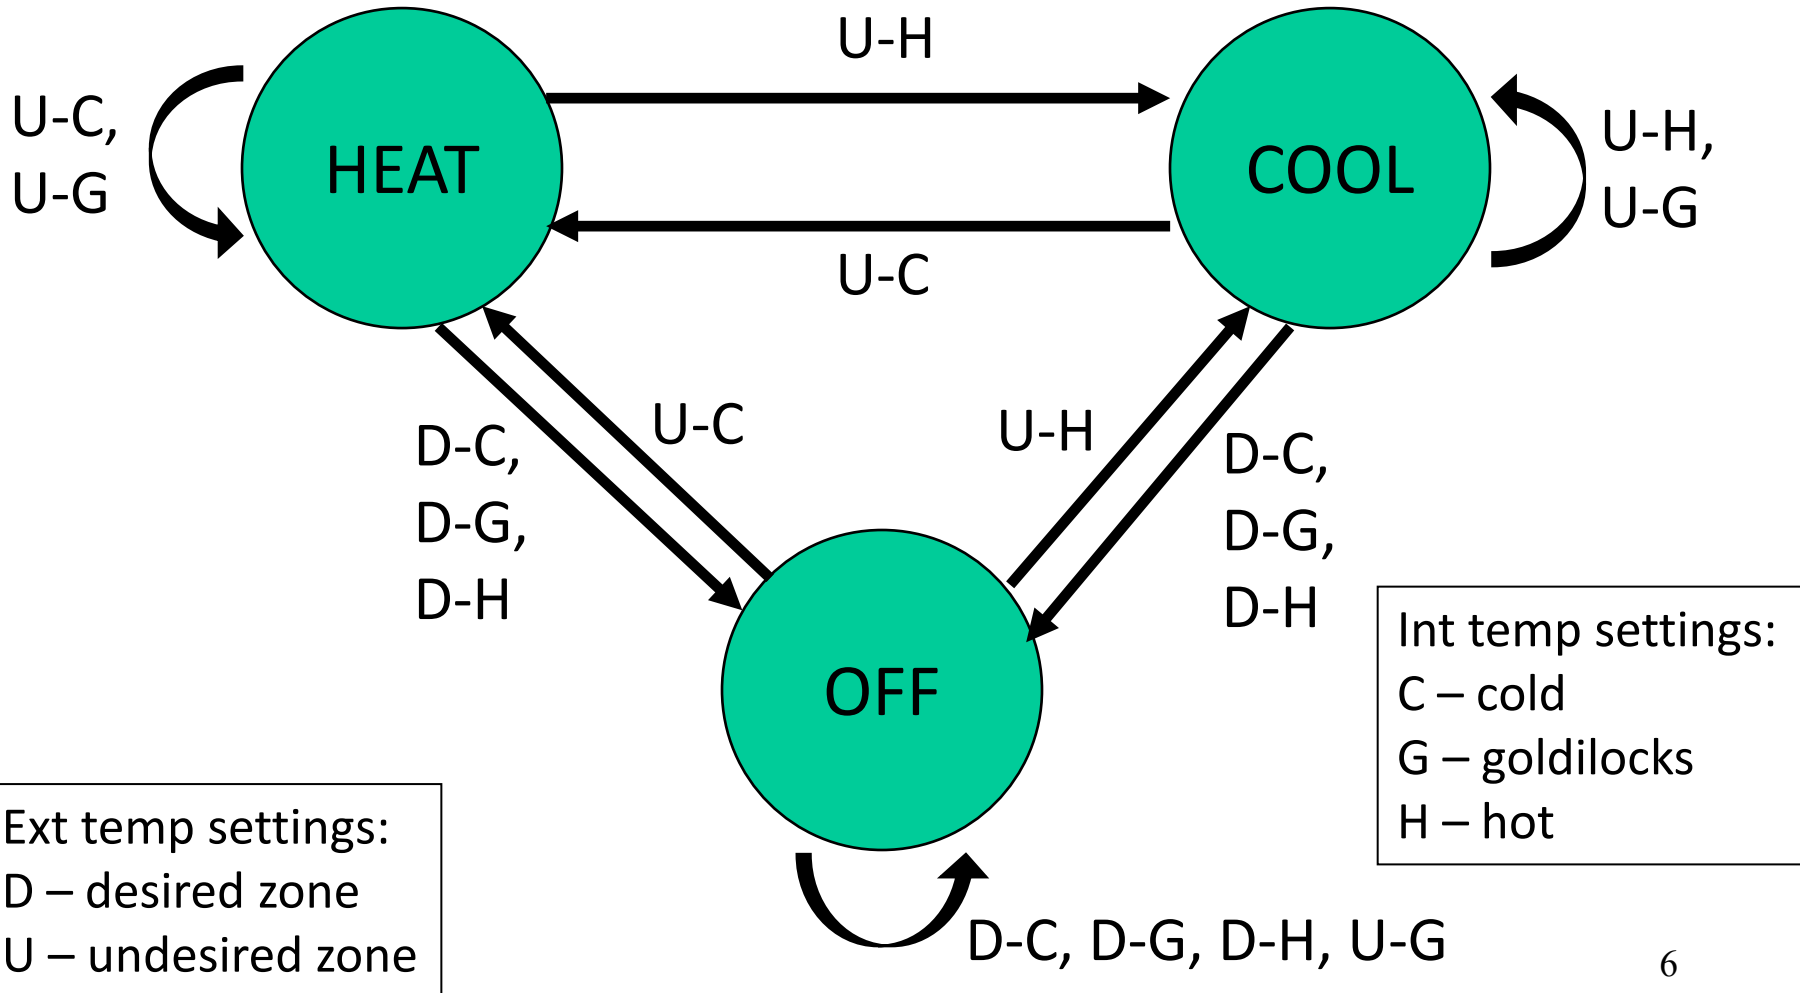 U-H
U-C,
U-G
HEAT
COOL
U-H,
U-G
U-C
D-C,
D-G,
D-H
U-C
U-H
D-C,
D-G,
D-H
OFF
Int temp settings:
C – cold
G – goldilocks
H – hot
Ext temp settings:
D – desired zone
U – undesired zone
D-C, D-G, D-H, U-G
6